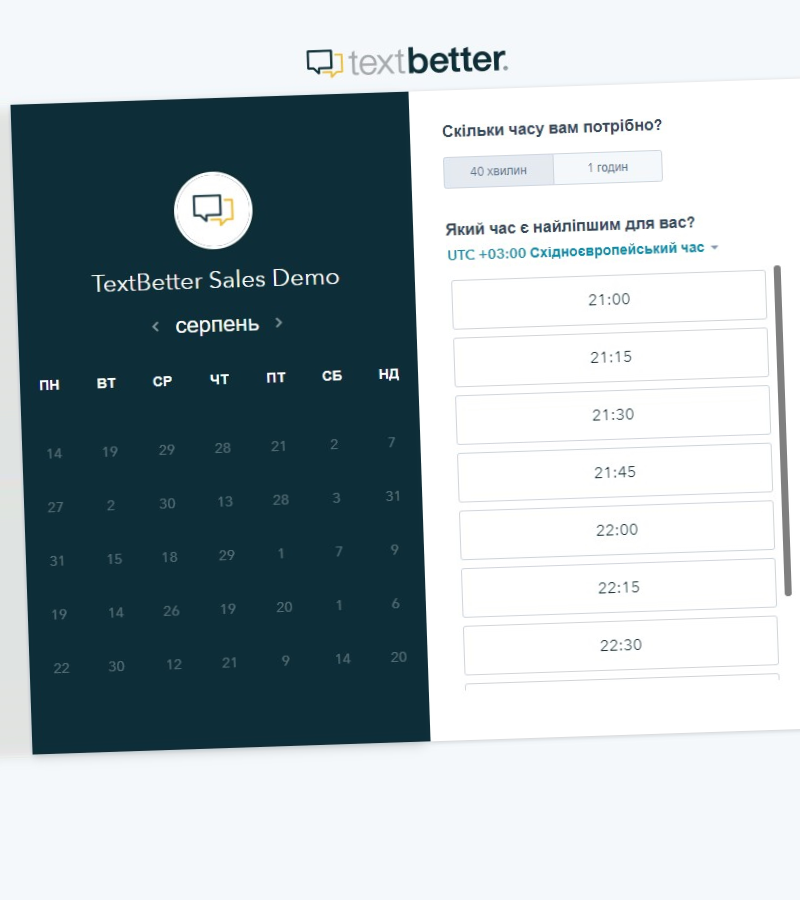 textbetter.
TextBetter Sales Demo
серпень
ПН ВТ СР ЧТ ПТ СБ НД
14 19 29 28 21 2 7
27 2 30 13 28 3 31
31 15 18 29 1 7 9
19 14 26 19 20 1 6
22 30 12 21 9 14 20
Скільки часу вам потрібно?
40 хвилин 1 годин
Який час є найліпшим для вас?
UTC +03:00 Східноєвропейський час
21:00
21:15
21:30
21:45
22:00
22:15
22:30